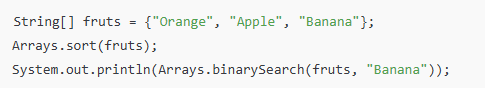 String[] fruts = {"Orange", "Apple", "Banana"};
Arrays.sort(fruts);
System.out.println(Arrays.binarySearch(fruts, "Banana"));